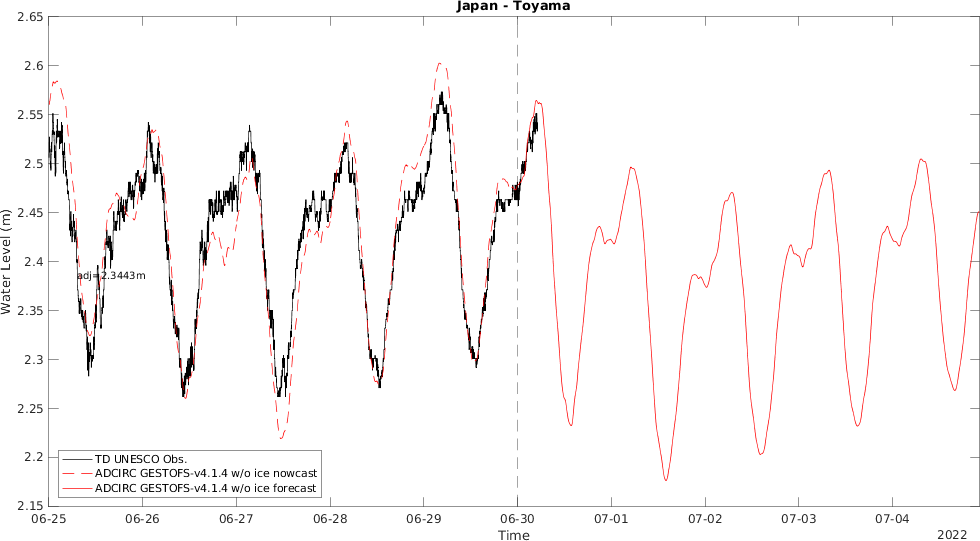 Japan - Toyama
2.65
2.6
2.55
2.5
2.45
2.4
2.35
2.3
2.25
2.2
2.15
Water Level (m)
adj=2.3443m
TD UNESCO Obs.
ADCIRC GESTOFS-v4.1.4 w/o ice nowcast
ADCIRC GESTOFS-v4.1.4 w/o ice forecast
06-25 06-26 06-27 06-28 06-29 06-30 07-01 07-02 07-03 07-04
Time
2022